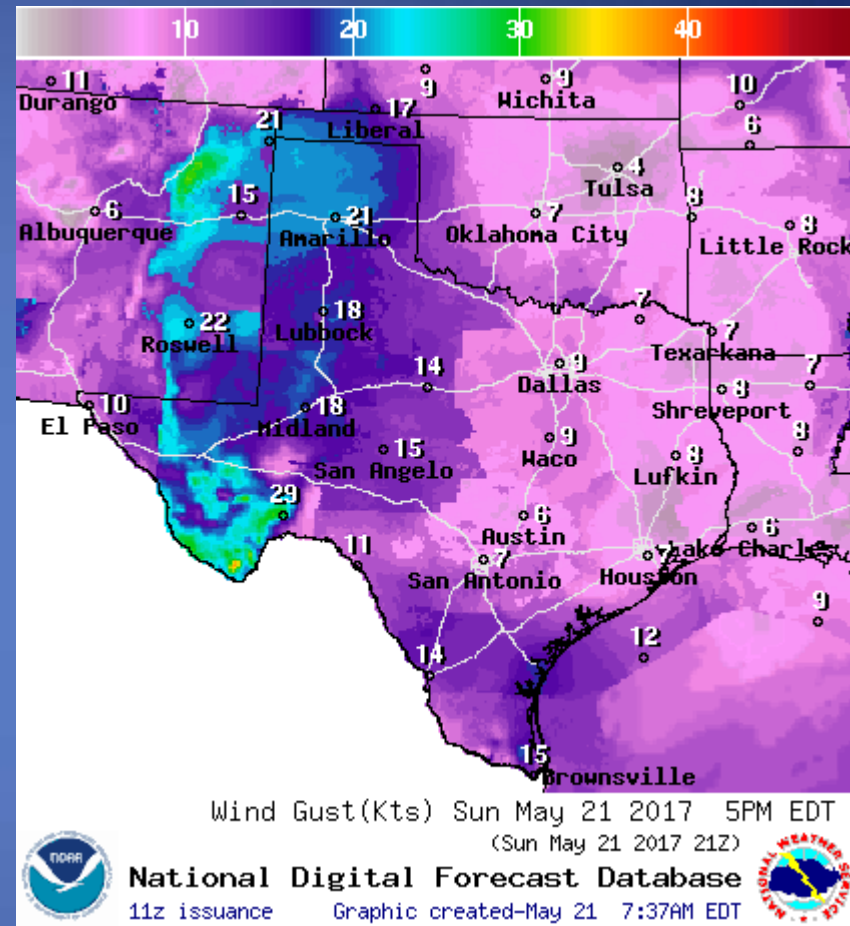 10 20 30 40
11 9 9 10
Durango Wichita
17
Liberal
21 6
4
Tulsa
15
6 21 7 8 8
Albuquerque Amarillo Oklahoma City Little Rock
22 18 7
Roswell Lubbock 7
Texarkana
14 9 7
Dallas 8
10 18 Shreveport
El Paso Midland
15 9 8 8
San Angelo Waco Lufkin
29 6 6
Austin
11 7 Lake Charles
San Antonio Houston
9
12
14
15
Brownsville
Wind Gust(Kts) Sun May 21 2017 5PM EDT
(Sun May 21 2017 21Z)
NOAA
NATIONAL WEATHER SERVICE
National Digital Forecast Database
11z issuance Graphic created-May 21 7:37AM EDT